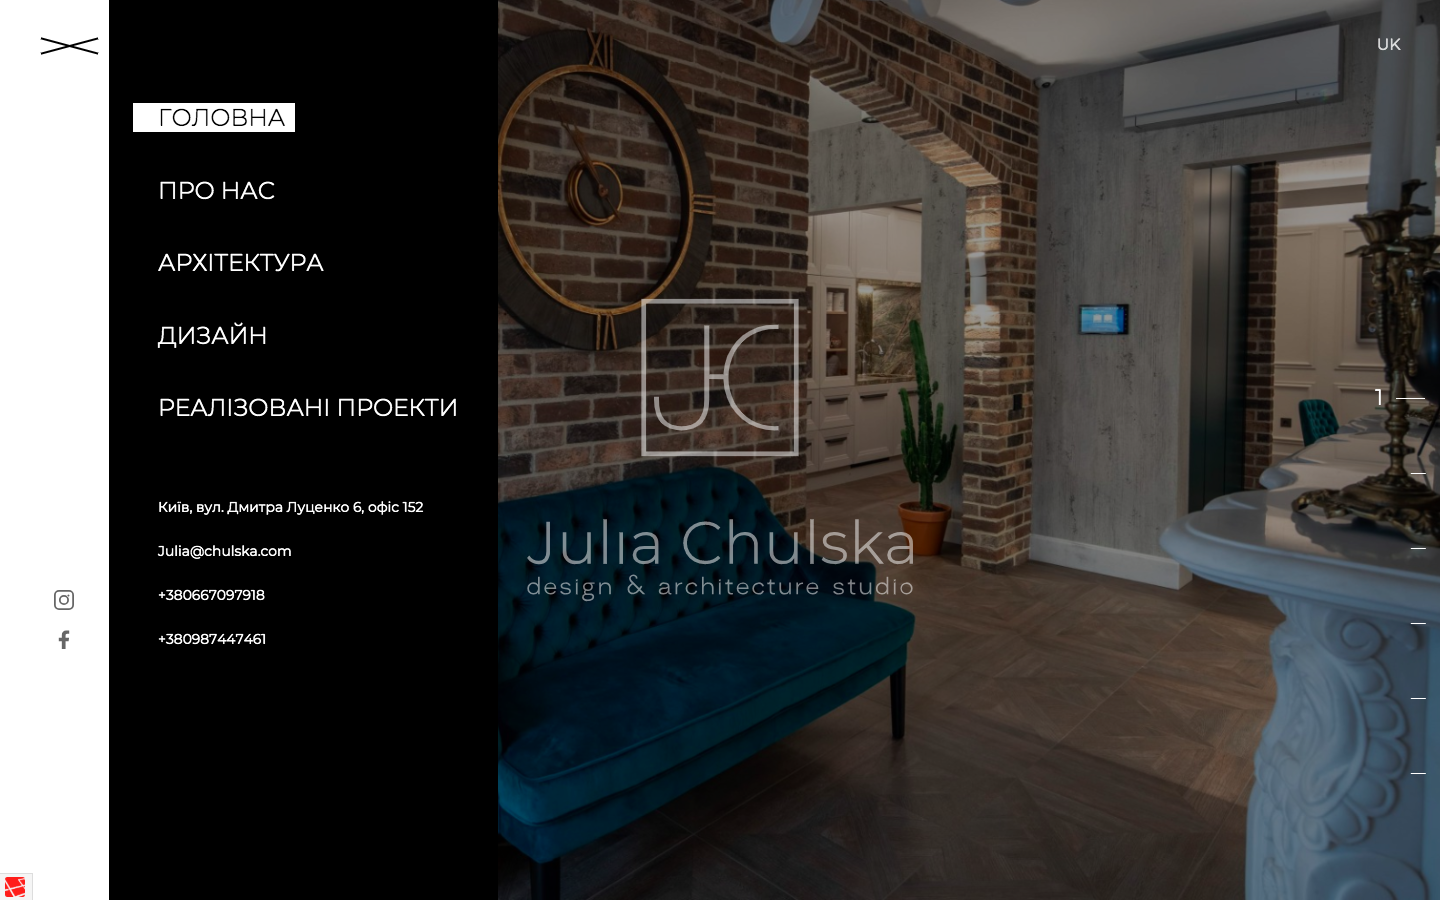 UK
ГОЛОВНА
ПРО НАС
АРХІТЕКТУРА
ДИЗАЙН
РЕАЛІЗОВАНІ ПРОЕКТИ
Київ, вул. Дмитра Луценко 6, офіс 152
Julia@chulska.com
+380667097918
+380987447461
JC
Julia Chulska
design & architecture studio
1